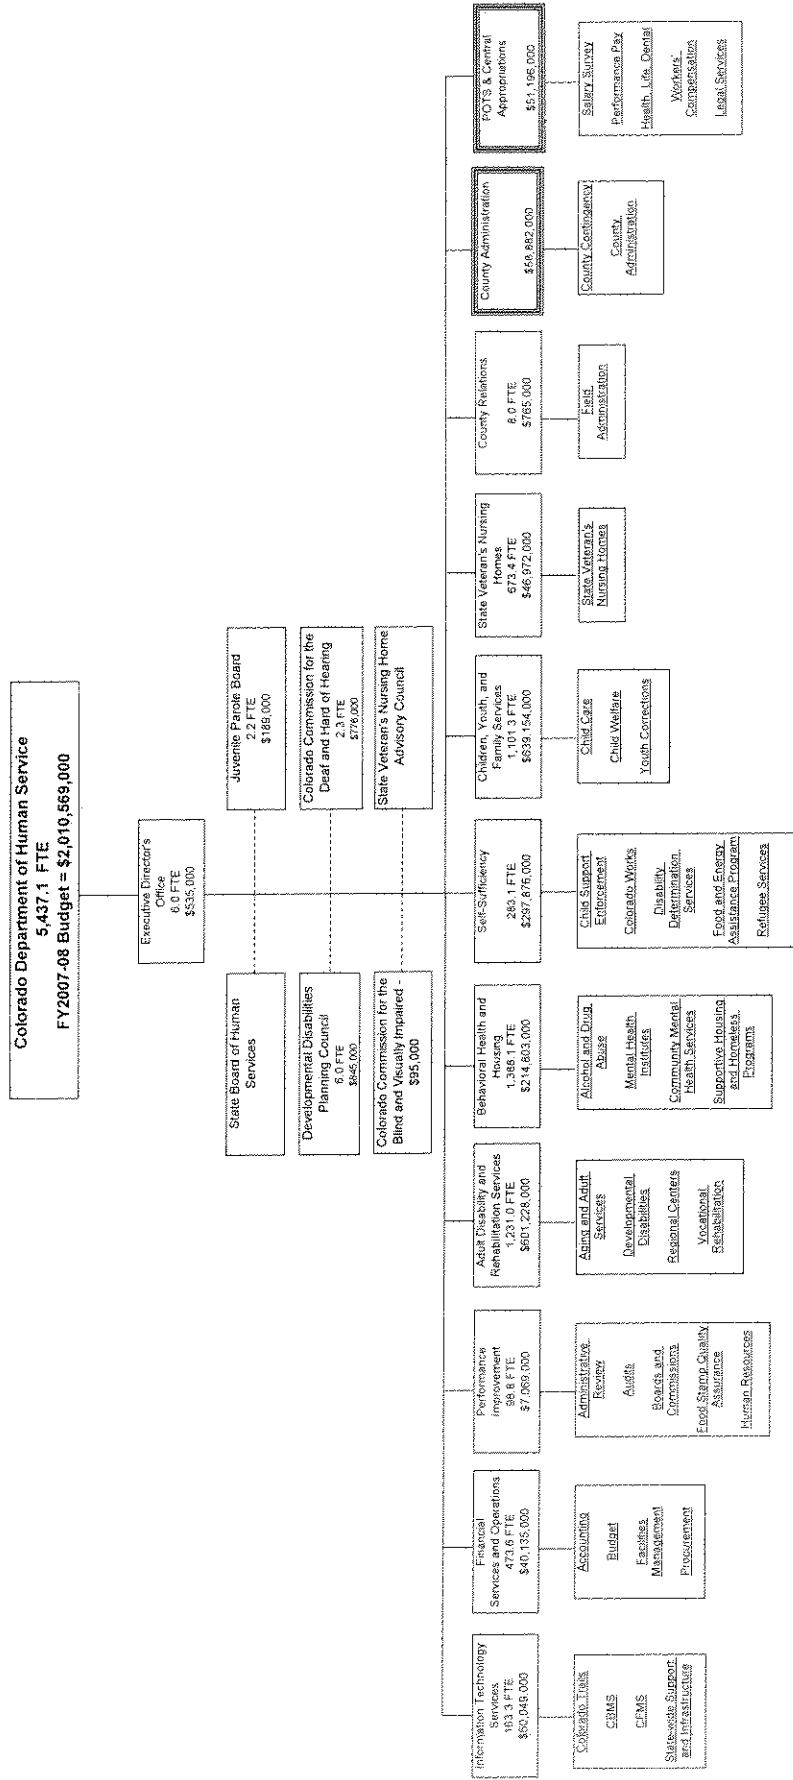 Colorado Department of Human Service
5,437.1 FTE
FY2007-08 Budget = $2,010,569,000
Executive Director's
Office
6.0 FTE
$535,000
State Board of Human
Services
Juvenile Parole Board
2.2 FTE
$189,000
Developmental Disabilities
Planning Council
6.0 FTE
$845,000
Colorado Commission for the
Deaf and Hard of Hearing
2.3 FTE
$776,000
Colorado Commission for the
Blind and Visually Impaired -
$95,000
State Veteran's Nursing Home
Advisory Council
Information Technology
Services
163.3 FTE
$50,049,000
Financial
Services and Operations
473.6 FTE
$40,135,000
Performance
Improvement
98.8 FTE
$7,069,000
Adult Disability and
Rehabilitation Services
1,231.0 FTE
$601,228,000
Behavioral Health and
Housing
1,386.1 FTE
$214,803,000
Self-Sufficiency
283.1 FTE
$297,876,000
Children, Youth, and
Family Services
1,101.3 FTE
$639,154,000
State Veteran's Nursing
Homes
673.4 FTE
$46,972,000
County Relations
8.0 FTE
$765,000
County Administration
$58,882,000
POTS & Central
Appropriations
$51,196,000
Colorado Trails
CBMS
CFMS
State-wide Support
and Infrastructure
Accounting
Budget
Facilities
Management
Procurement
Administrative
Review
Audits
Boards and
Commissions
Food Stamp Quality
Assurance
Human Resources
Aging and Adult
Services
Developmental
Disabilities
Regional Centers
Vocational
Rehabilitation
Alcohol and Drug
Abuse
Mental Health
Institutes
Community Mental
Health Services
Supportive Housing
and Homeless
Programs
Child Support
Enforcement
Colorado Works
Disability
Determination
Services
Food and Energy
Assistance Program
Refugee Services
Child Care
Child Welfare
Youth Corrections
State Veteran's
Nursing Homes
Field
Administration
County Contingency
County
Administration
Salary Survey
Performance Pay
Health, Life, Dental
Workers'
Compensation
Legal Services